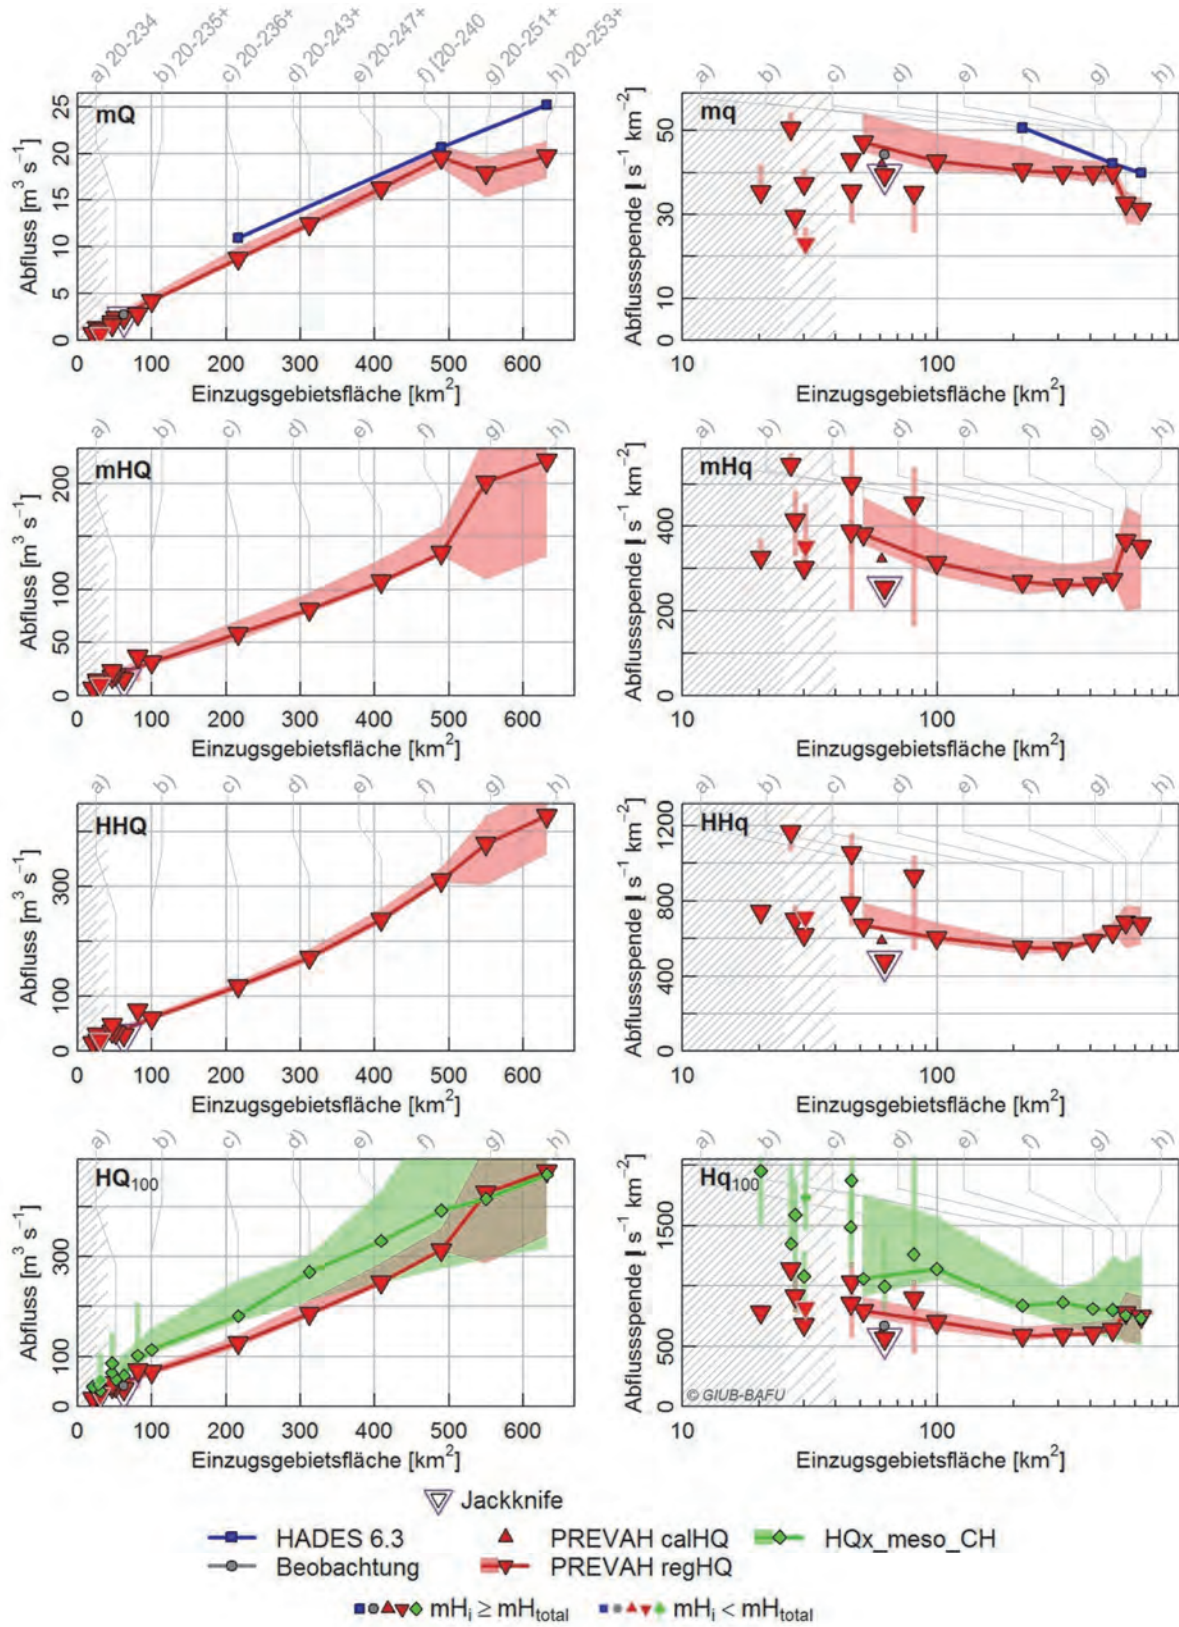 a) 20-234
b) 20-235+
c) 20-236+
d) 20-243+
e) 20-247+
f) [20-240
g) 20-251+
h) 20-253+
a) b) c) d) e) f) g) h)
mQ
Abfluss [m³ s⁻¹]
0 5 10 15 20 25
0 100 200 300 400 500 600
Einzugsgebietsfläche [km²]
mq
Abflussspende [l s⁻¹ km⁻²]
0 10 30 50
10 100
Einzugsgebietsfläche [km²]
a) b) c) d) e) f) g) h)
mHQ
Abfluss [m³ s⁻¹]
0 50 100 200
0 100 200 300 400 500 600
Einzugsgebietsfläche [km²]
a) b) c) d) e) f) g) h)
mHq
Abflussspende [l s⁻¹ km⁻²]
0 200 400
10 100
Einzugsgebietsfläche [km²]
a) b) c) d) e) f) g) h)
HHQ
Abfluss [m³ s⁻¹]
0 100 300
0 100 200 300 400 500 600
Einzugsgebietsfläche [km²]
a) b) c) d) e) f) g) h)
HHq
Abflussspende [l s⁻¹ km⁻²]
0 400 800 1200
10 100
Einzugsgebietsfläche [km²]
a) b) c) d) e) f) g) h)
HQ₁₀₀
Abfluss [m³ s⁻¹]
0 100 300
0 100 200 300 400 500 600
Einzugsgebietsfläche [km²]
a) b) c) d) e) f) g) h)
Hq₁₀₀
Abflussspende [l s⁻¹ km⁻²]
0 500 1500
© GIUB-BAFU
10 100
Einzugsgebietsfläche [km²]
Jackknife
HADES 6.3 PREVAH calHQ HQx_meso_CH
Beobachtung PREVAH regHQ
mHᵢ ≥ mH_total mHᵢ < mH_total